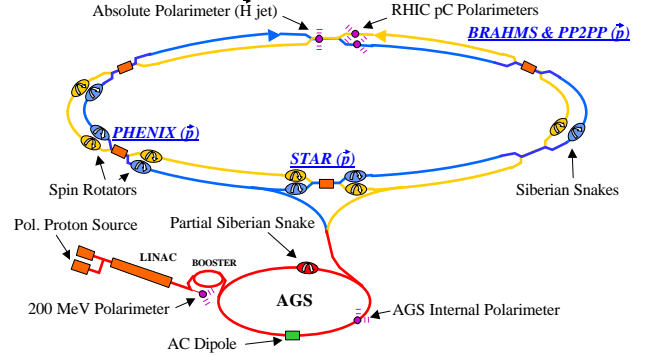 Absolute Polarimeter (H⃗ jet)
RHIC pC Polarimeters
BRAHMS & PP2PP (p⃗)
PHENIX (p⃗)
STAR (p⃗)
Spin Rotators
Siberian Snakes
Partial Siberian Snake
Pol. Proton Source
LINAC
BOOSTER
AGS
200 MeV Polarimeter
AGS Internal Polarimeter
AC Dipole